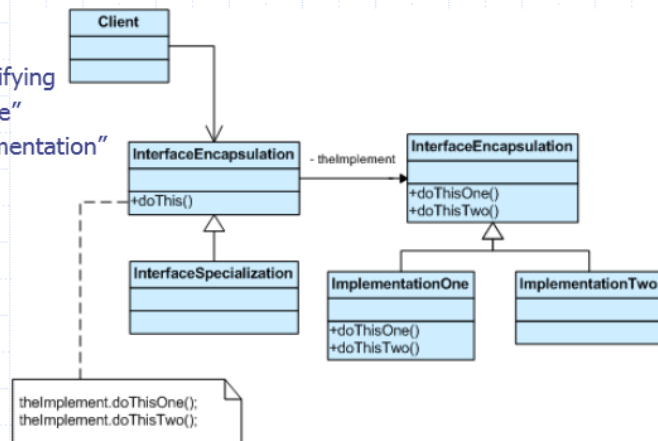 Client
ifying
e"
nentation"
InterfaceEncapsulation
+doThis()
- theImplement
InterfaceEncapsulation
+doThisOne()
+doThisTwo()
InterfaceSpecialization
ImplementationOne
+doThisOne()
+doThisTwo()
ImplementationTwo
theImplement.doThisOne();
theImplement.doThisTwo();